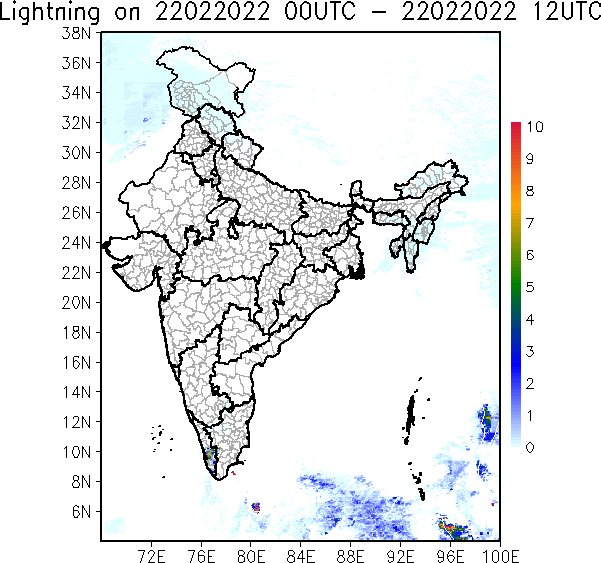 Lightning on 22022022 00UTC – 22022022 12UTC
38N
36N
34N
32N
30N
28N
26N
24N
22N
20N
18N
16N
14N
12N
10N
8N
6N
72E 76E 80E 84E 88E 92E 96E 100E
10
9
8
7
6
5
4
3
2
1
0